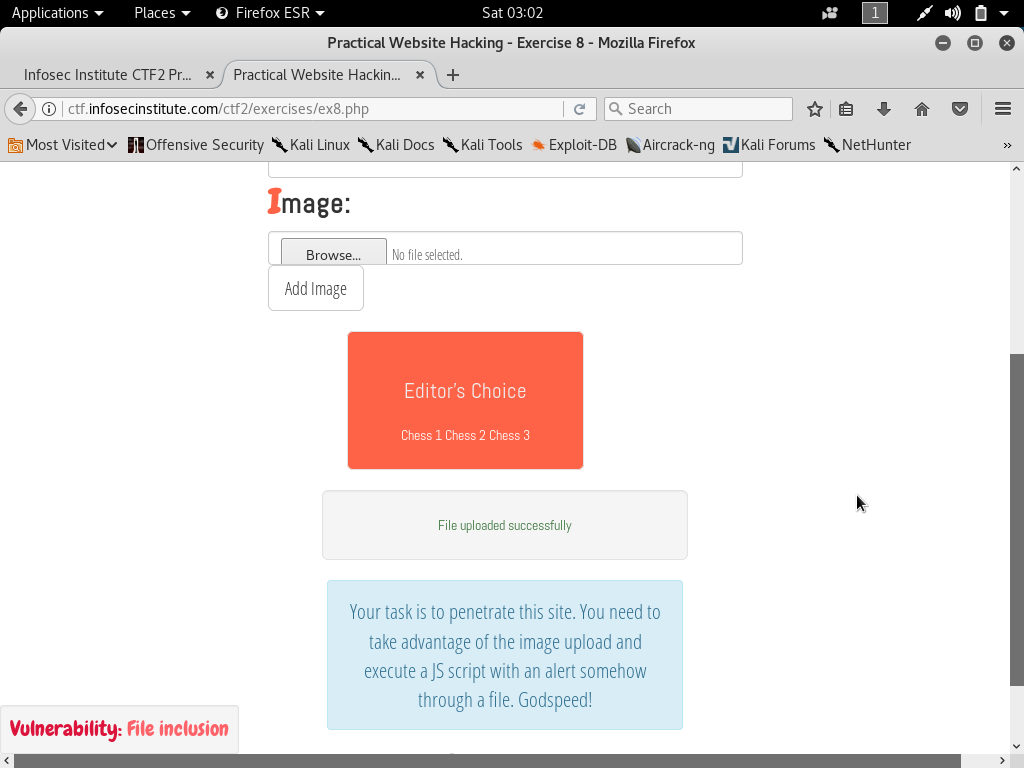 Applications Places Firefox ESR Sat 03:02 1
Practical Website Hacking - Exercise 8 - Mozilla Firefox
Infosec Institute CTF2 Pr... Practical Website Hackin...
ctf.infosecinstitute.com/ctf2/exercises/ex8.php Search
Most Visited Offensive Security Kali Linux Kali Docs Kali Tools Exploit-DB Aircrack-ng Kali Forums NetHunter »
Image:
Browse... No file selected.
Add Image
Editor's Choice
Chess 1 Chess 2 Chess 3
File uploaded successfully
Your task is to penetrate this site. You need to
take advantage of the image upload and
execute a JS script with an alert somehow
through a file. Godspeed!
Vulnerability: File inclusion